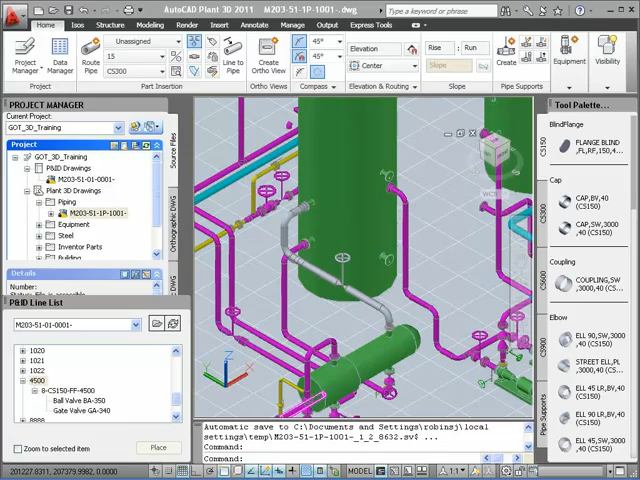 AutoCAD Plant 3D 2011 M203-51-1P-1001-.dwg
Type a keyword or phrase
Home Isos Structure Modeling Render Insert Annotate Manage Output Express Tools
Project Manager
Data Manager
Project
Route Pipe
Unassigned
15
CS300
Line to Pipe
Part Insertion
Create Ortho View
Ortho Views
45°
45°
Compass
Elevation
Center
Elevation & Routing
Rise :
Run:
Slope
Slope
Create
Pipe Supports
Equipment
Visibility
PROJECT MANAGER
Current Project:
GOT_3D_Training
Project
GOT_3D_Training
P&ID Drawings
M203-51-01-0001-
Plant 3D Drawings
Piping
M203-51-1P-1001-
Equipment
Steel
Inventor Parts
Building
Source Files
Orthographic DWG
Details
Number:
P&ID Line List
M203-51-01-0001-
1020
1021
1022
4500
8-CS150-FF-4500
Ball Valve BA-350
Gate Valve GA-340
8888
Zoom to selected item
Place
Z
Y
X
WCS
Automatic save to C:\Documents and Settings\robinsj\local
settings\temp\M203-51-1P-1001-_1_2_8632.sv$ ...
Command:
Command:
Tool Palette...
CS150
CS300
CS600
CS900
Pipe Supports
BlindFlange
FLANGE BLIND
,FL,RF,150,4...
Cap
CAP,BV,40
(CS150)
CAP,SW,3000
,40 (CS150)
Coupling
COUPLING,SW
,3000,40 (C...
Elbow
ELL 90,SW,3000
,40 (CS150)
STREET ELL,PL
,3000,40 (C...
ELL 45 LR,BV,40
(CS150)
ELL 90 LR,BV,40
(CS150)
ELL 45,SW,3000
,40 (CS150)
201227.8311, 207379.9982, 0.0000
MODEL
1:1